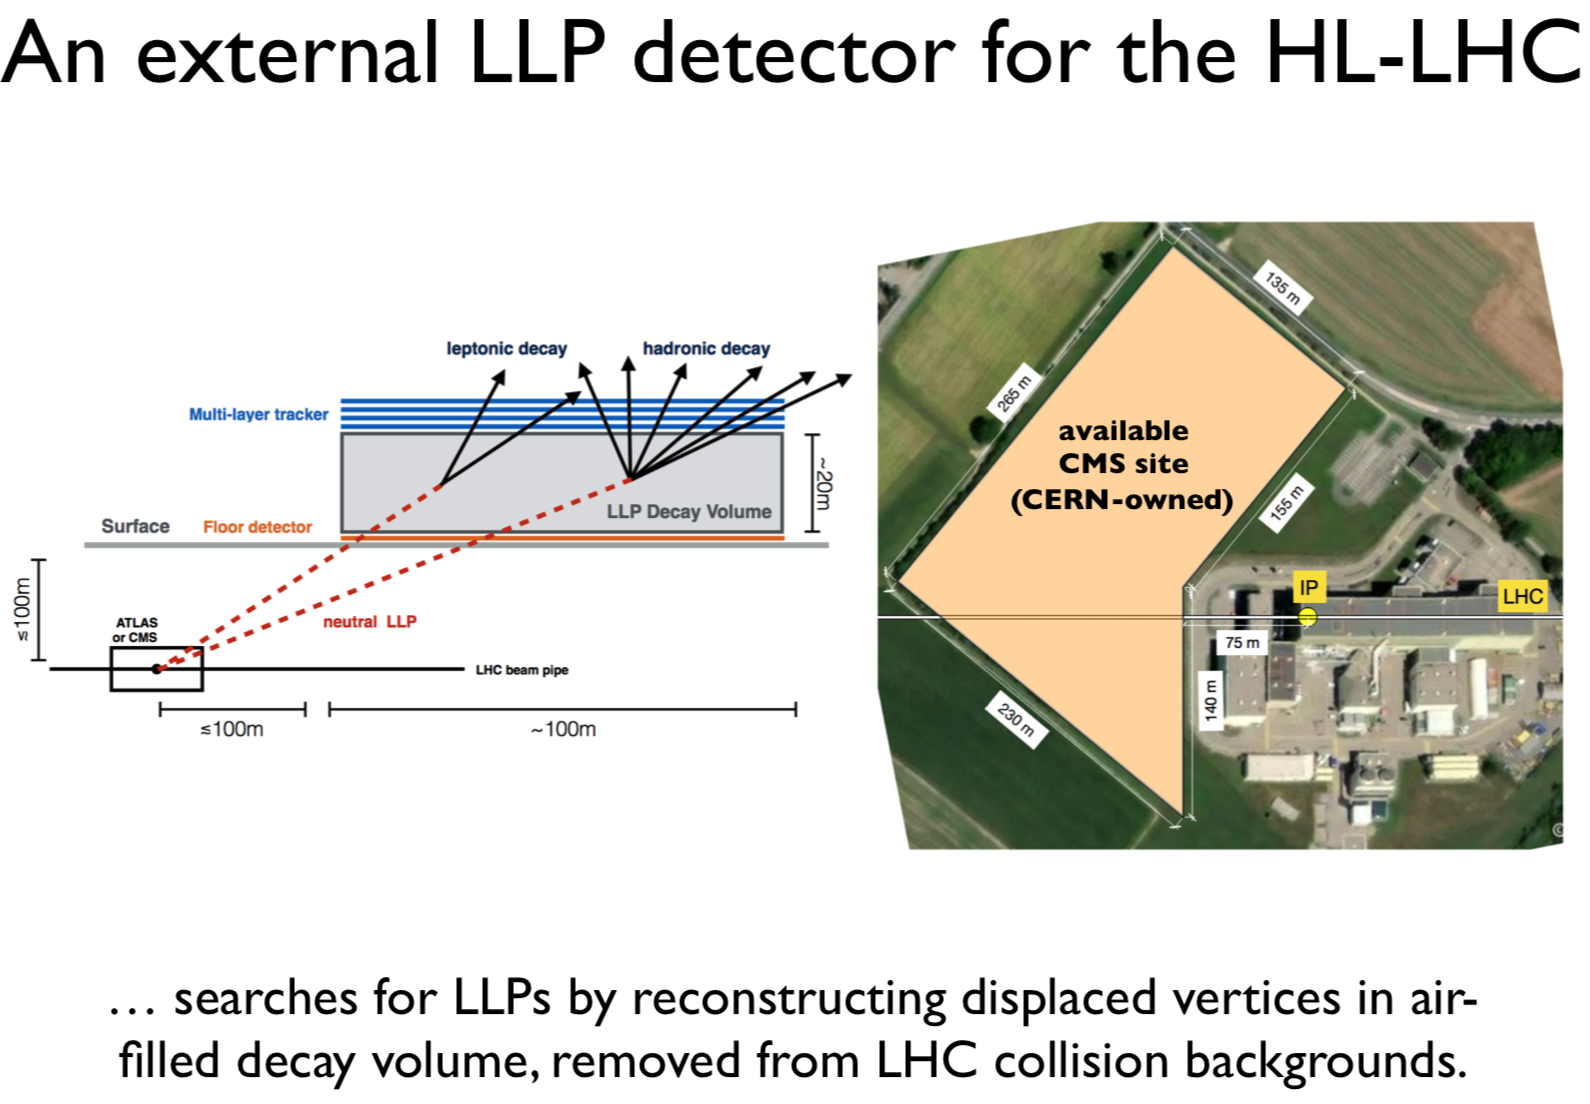 An external LLP detector for the HL-LHC
leptonic decay
hadronic decay
Multi-layer tracker
~20m
LLP Decay Volume
Surface
Floor detector
≲100m
ATLAS
or CMS
neutral LLP
LHC beam pipe
≲100m
~100m
135 m
265 m
available
CMS site
(CERN-owned)
155 m
IP
LHC
75 m
140 m
230 m
©
… searches for LLPs by reconstructing displaced vertices in air-
filled decay volume, removed from LHC collision backgrounds.